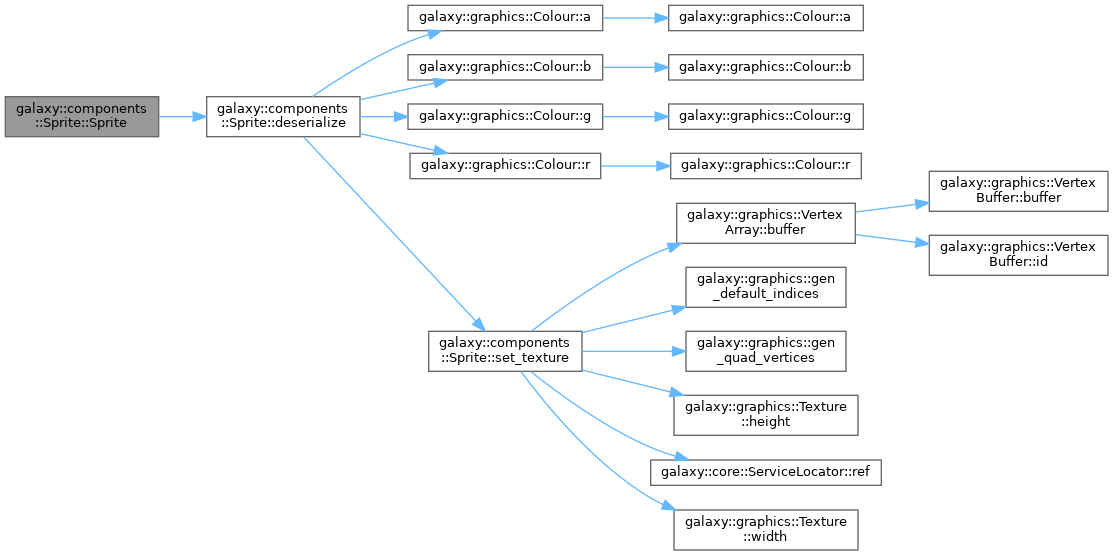 galaxy::components
::Sprite::Sprite
galaxy::components
::Sprite::deserialize
galaxy::graphics::Colour::a
galaxy::graphics::Colour::a
galaxy::graphics::Colour::b
galaxy::graphics::Colour::b
galaxy::graphics::Colour::g
galaxy::graphics::Colour::g
galaxy::graphics::Colour::r
galaxy::graphics::Colour::r
galaxy::components
::Sprite::set_texture
galaxy::graphics::Vertex
Array::buffer
galaxy::graphics::Vertex
Buffer::buffer
galaxy::graphics::Vertex
Buffer::id
galaxy::graphics::gen
_default_indices
galaxy::graphics::gen
_quad_vertices
galaxy::graphics::Texture
::height
galaxy::core::ServiceLocator::ref
galaxy::graphics::Texture
::width